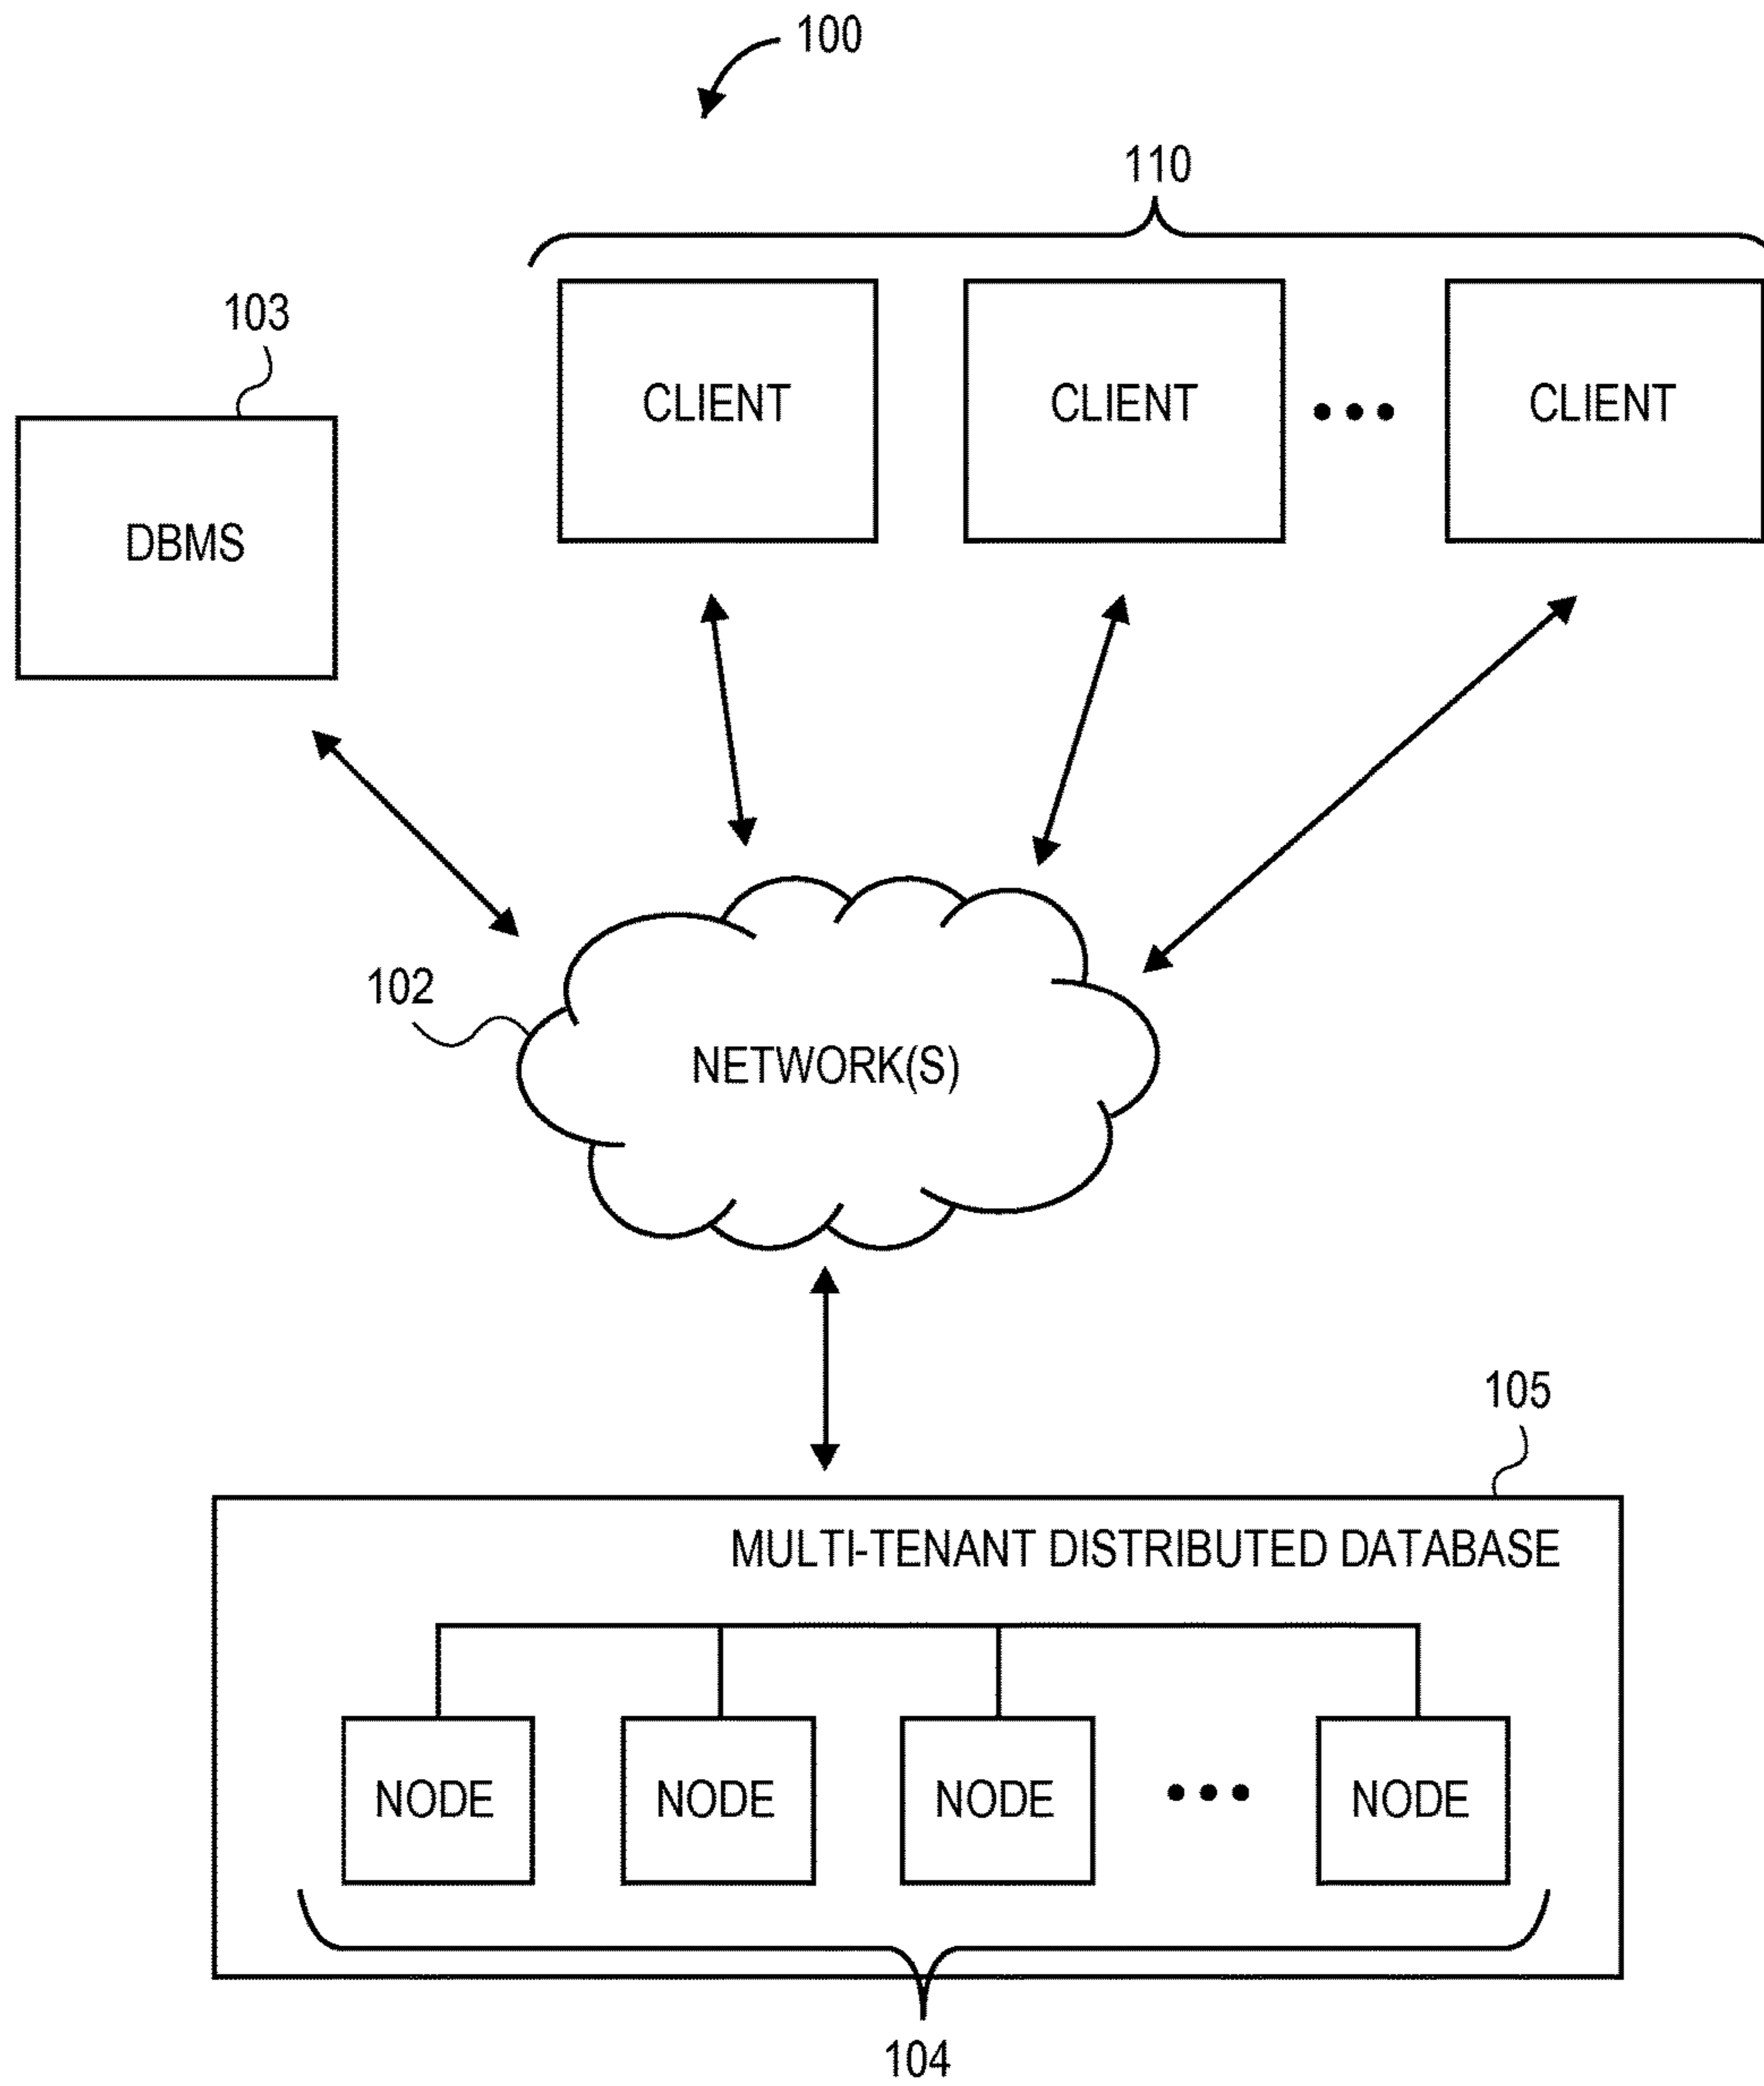 100
110
103
CLIENT
CLIENT
CLIENT
DBMS
102
NETWORK(S)
105
MULTI-TENANT DISTRIBUTED DATABASE
NODE
NODE
NODE
NODE
104